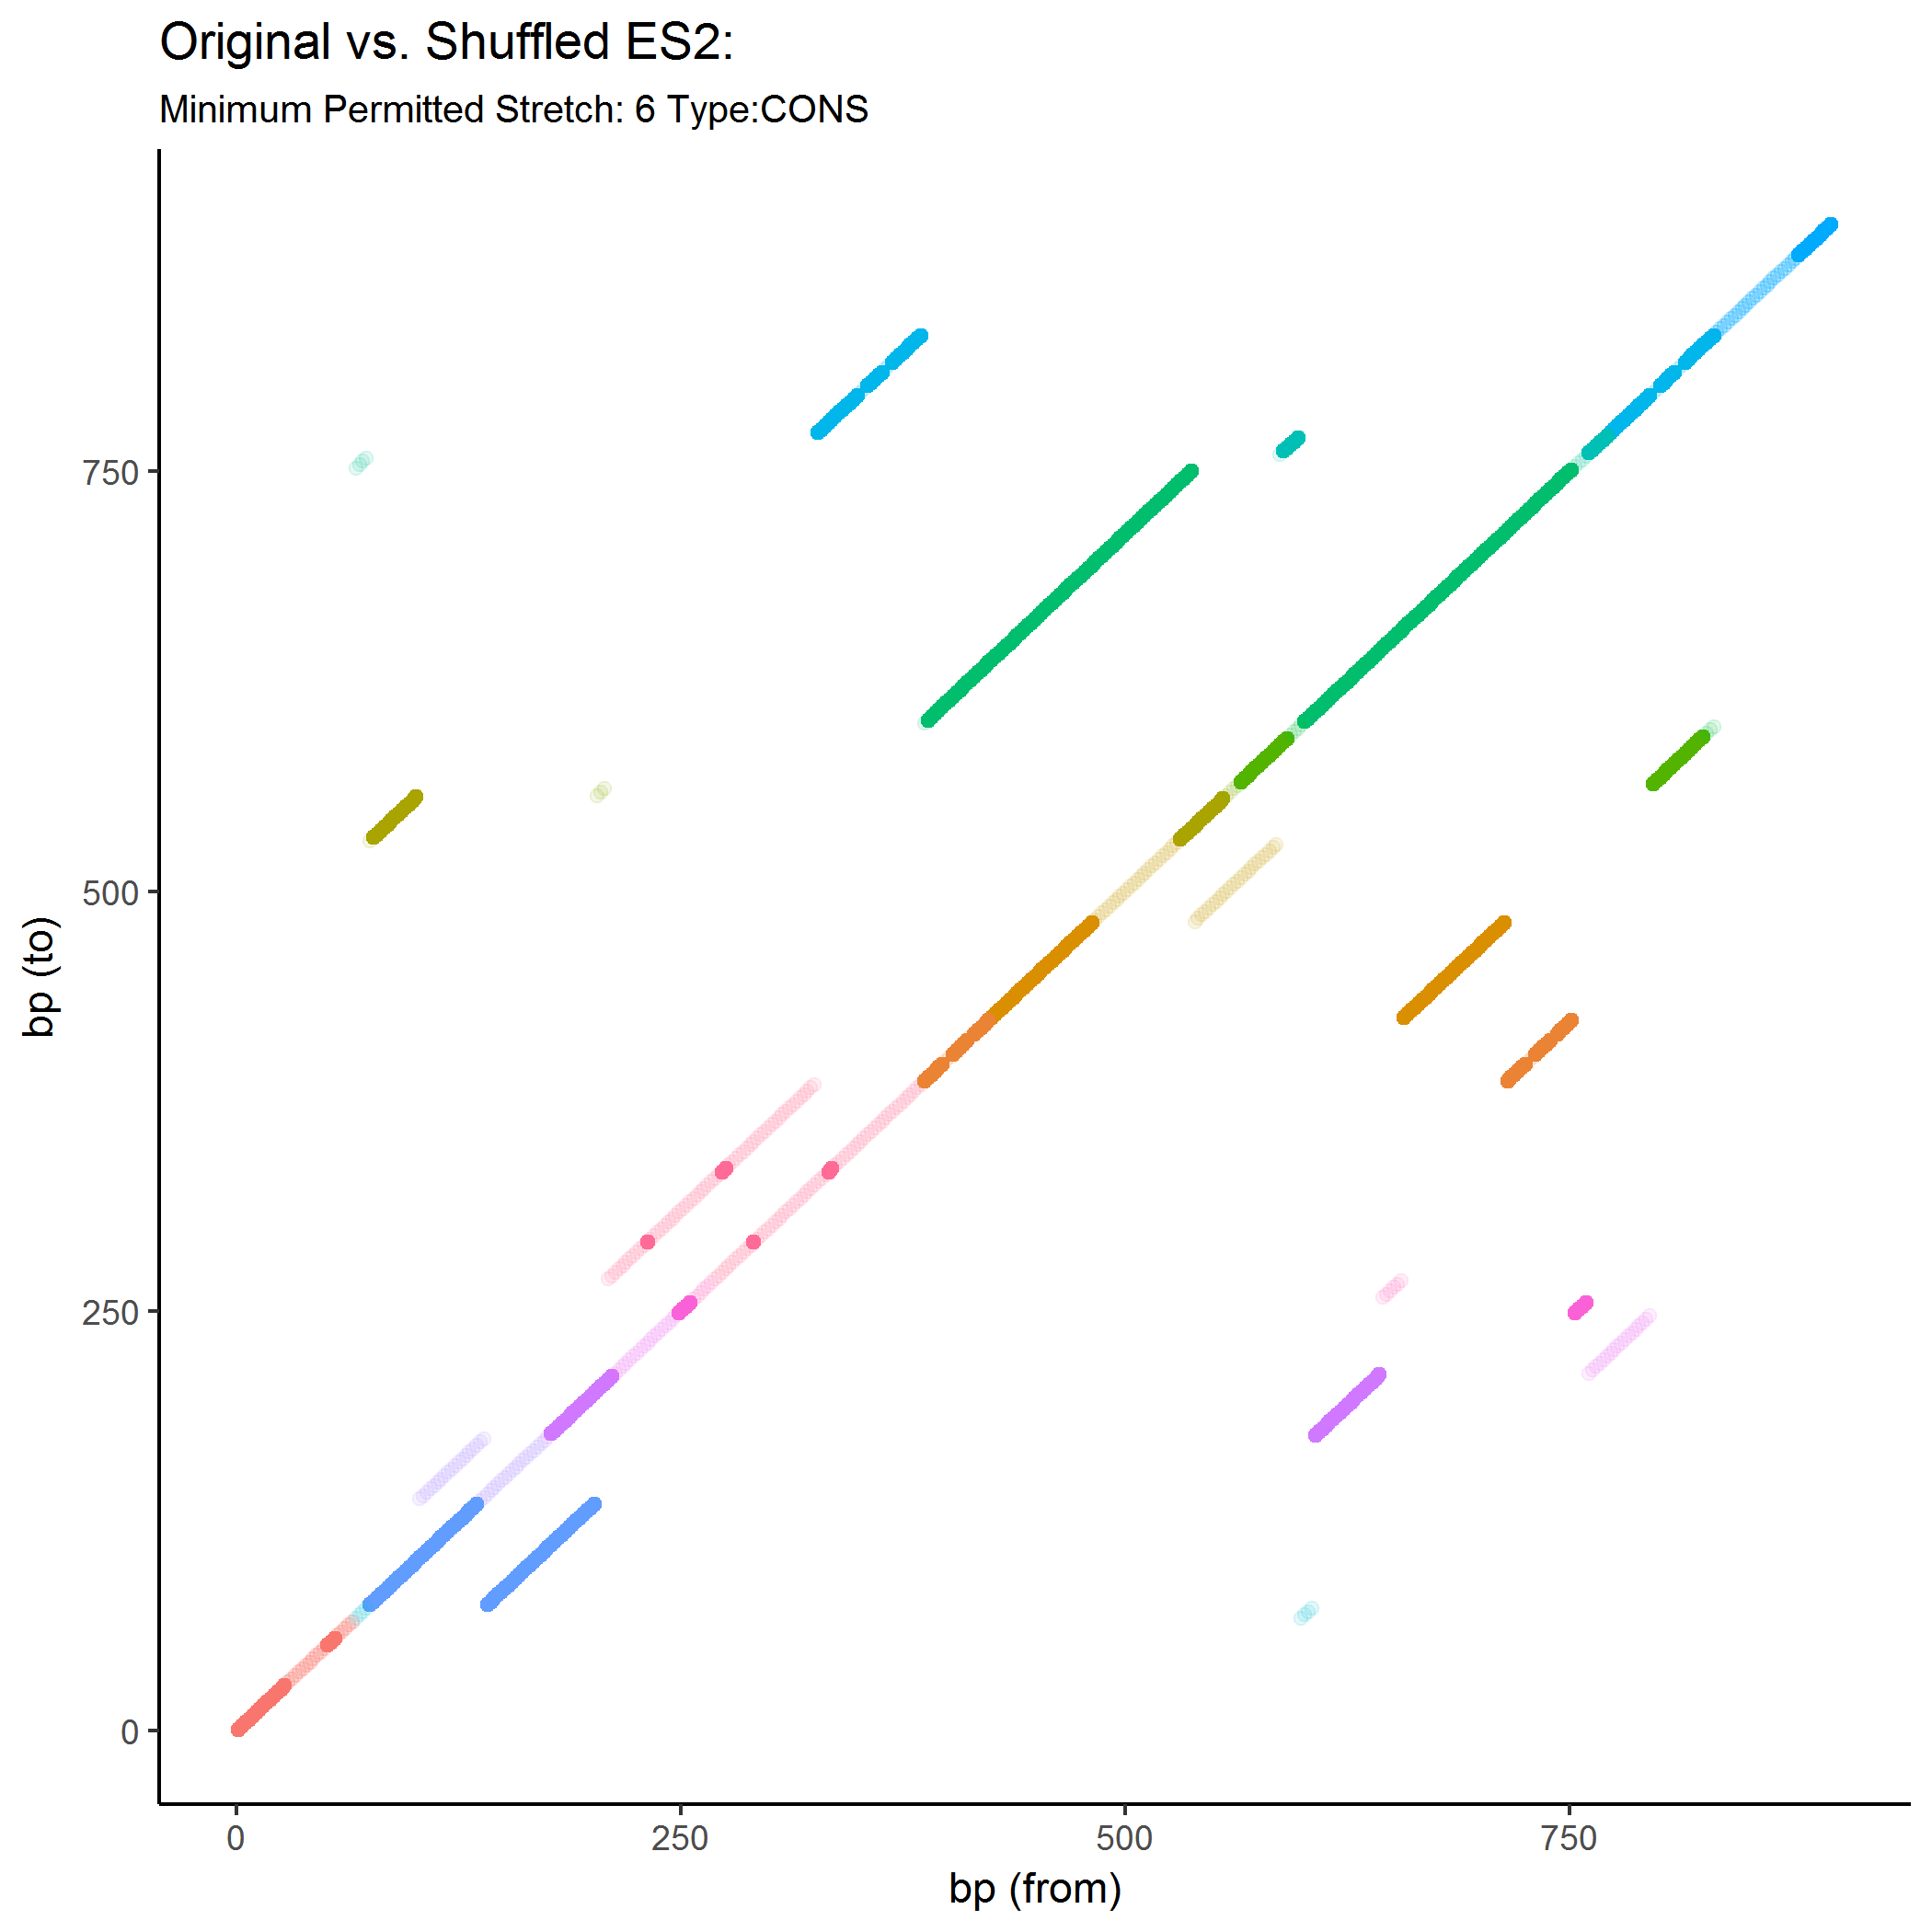 Original vs. Shuffled ES2:
Minimum Permitted Stretch: 6 Type:CONS
750
500
250
0
bp (to)
0
250
500
750
bp (from)